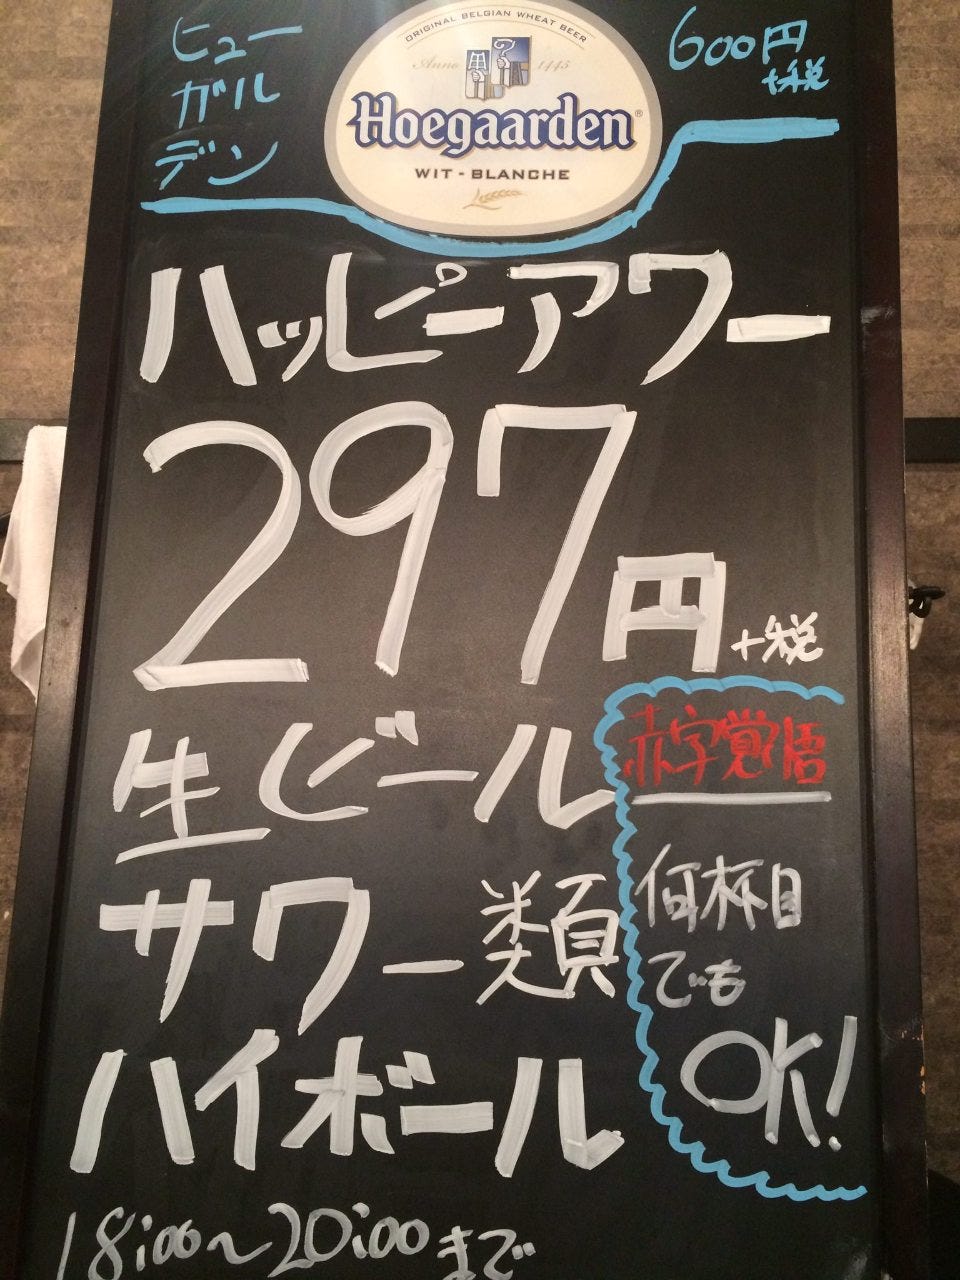 ヒュー
ガル
デン
ORIGINAL BELGIAN WHEAT BEER
Anno 1445
Hoegaarden®
WIT - BLANCHE
600円
+税
ハッピーアワー
297円
+税
生ビール
サワー類
ハイボール
赤字覚悟
何杯目
でも
OK!
18:00～20:00まで